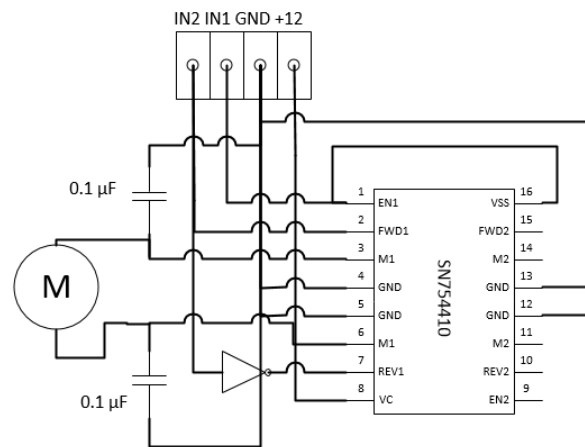 IN2 IN1 GND +12
0.1 µF
M
0.1 µF
SN754410
1 EN1
2 FWD1
3 M1
4 GND
5 GND
6 M1
7 REV1
8 VC
16 VSS
15 FWD2
14 M2
13 GND
12 GND
11 M2
10 REV2
9 EN2